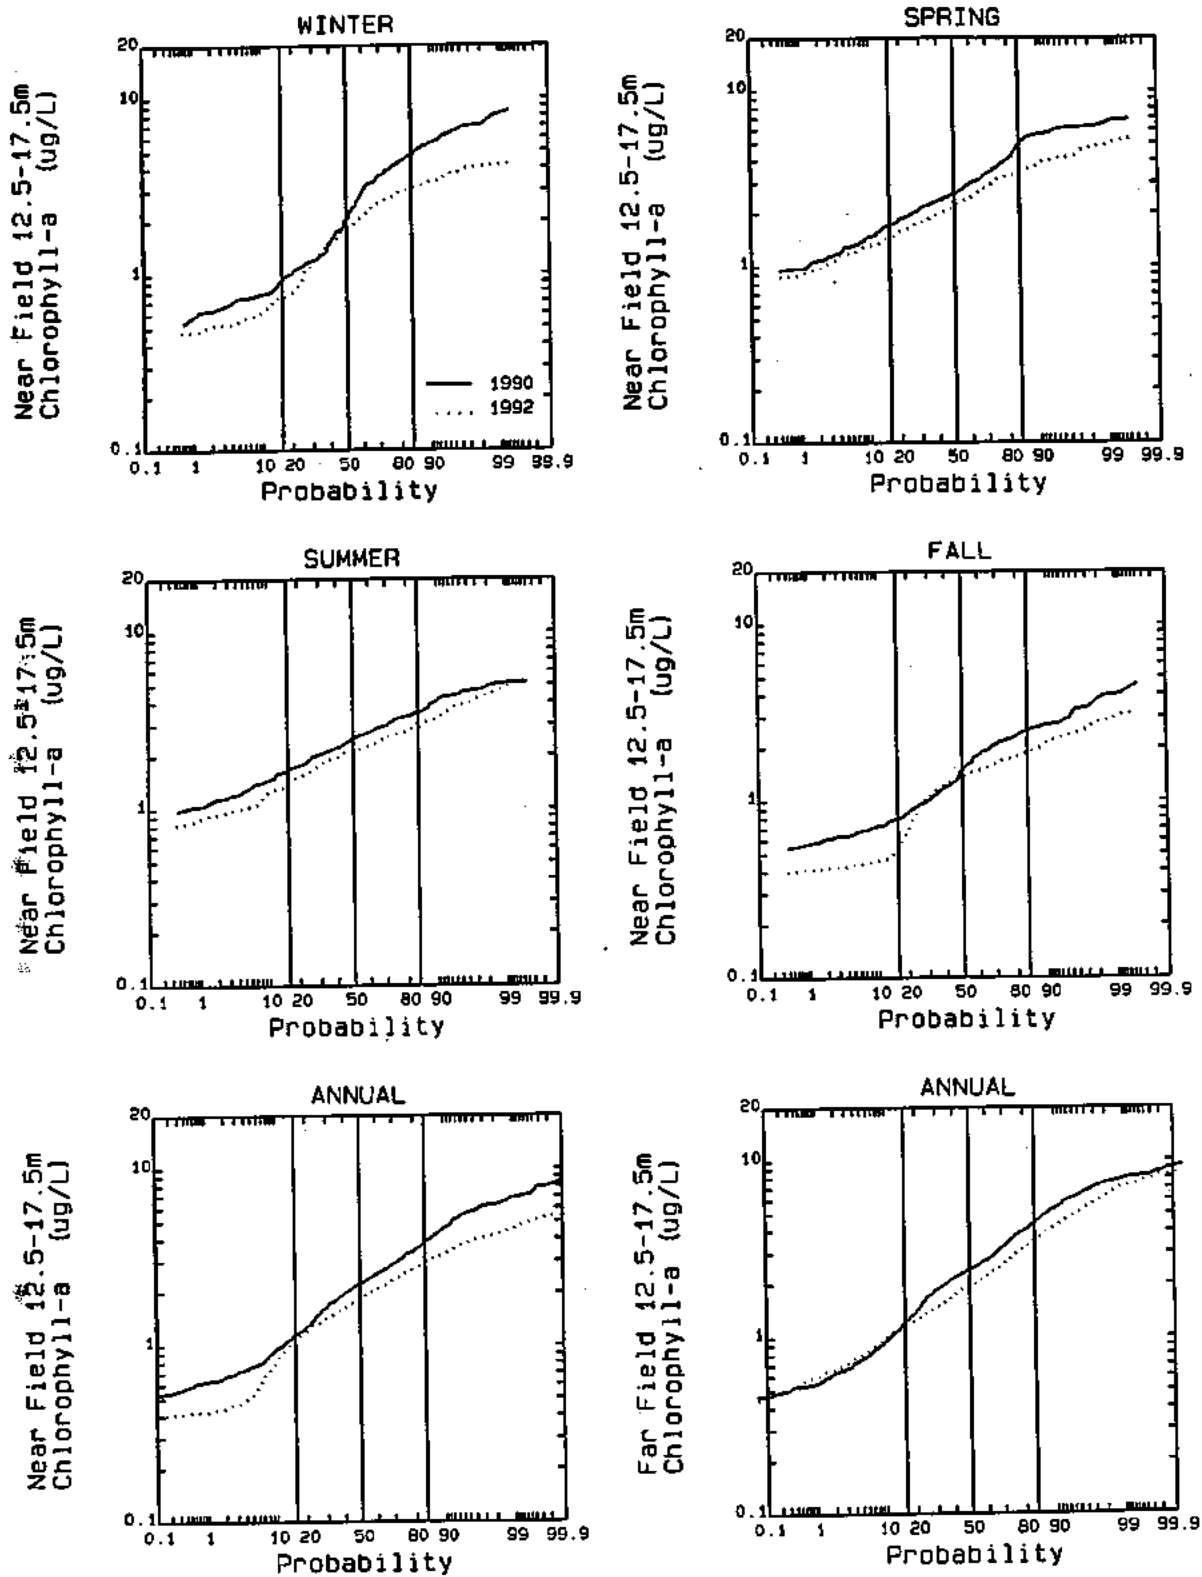 WINTER
Near Field 12.5-17.5m
Chlorophyll-a (ug/L)
20
10
1
0.1
1990
1992
0.1 1 10 20 50 80 90 99 99.9
Probability
SPRING
Near Field 12.5-17.5m
Chlorophyll-a (ug/L)
20
10
1
0.1
0.1 1 10 20 50 80 90 99 99.9
Probability
SUMMER
Near Field 12.5-17.5m
Chlorophyll-a (ug/L)
20
10
1
0.1
0.1 1 10 20 50 80 90 99 99.9
Probability
FALL
Near Field 12.5-17.5m
Chlorophyll-a (ug/L)
20
10
1
0.1
0.1 1 10 20 50 80 90 99 99.9
Probability
ANNUAL
Near Field 12.5-17.5m
Chlorophyll-a (ug/L)
20
10
1
0.1
0.1 1 10 20 50 80 90 99 99.9
Probability
ANNUAL
Far Field 12.5-17.5m
Chlorophyll-a (ug/L)
20
10
1
0.1
0.1 1 10 20 50 80 90 99 99.9
Probability